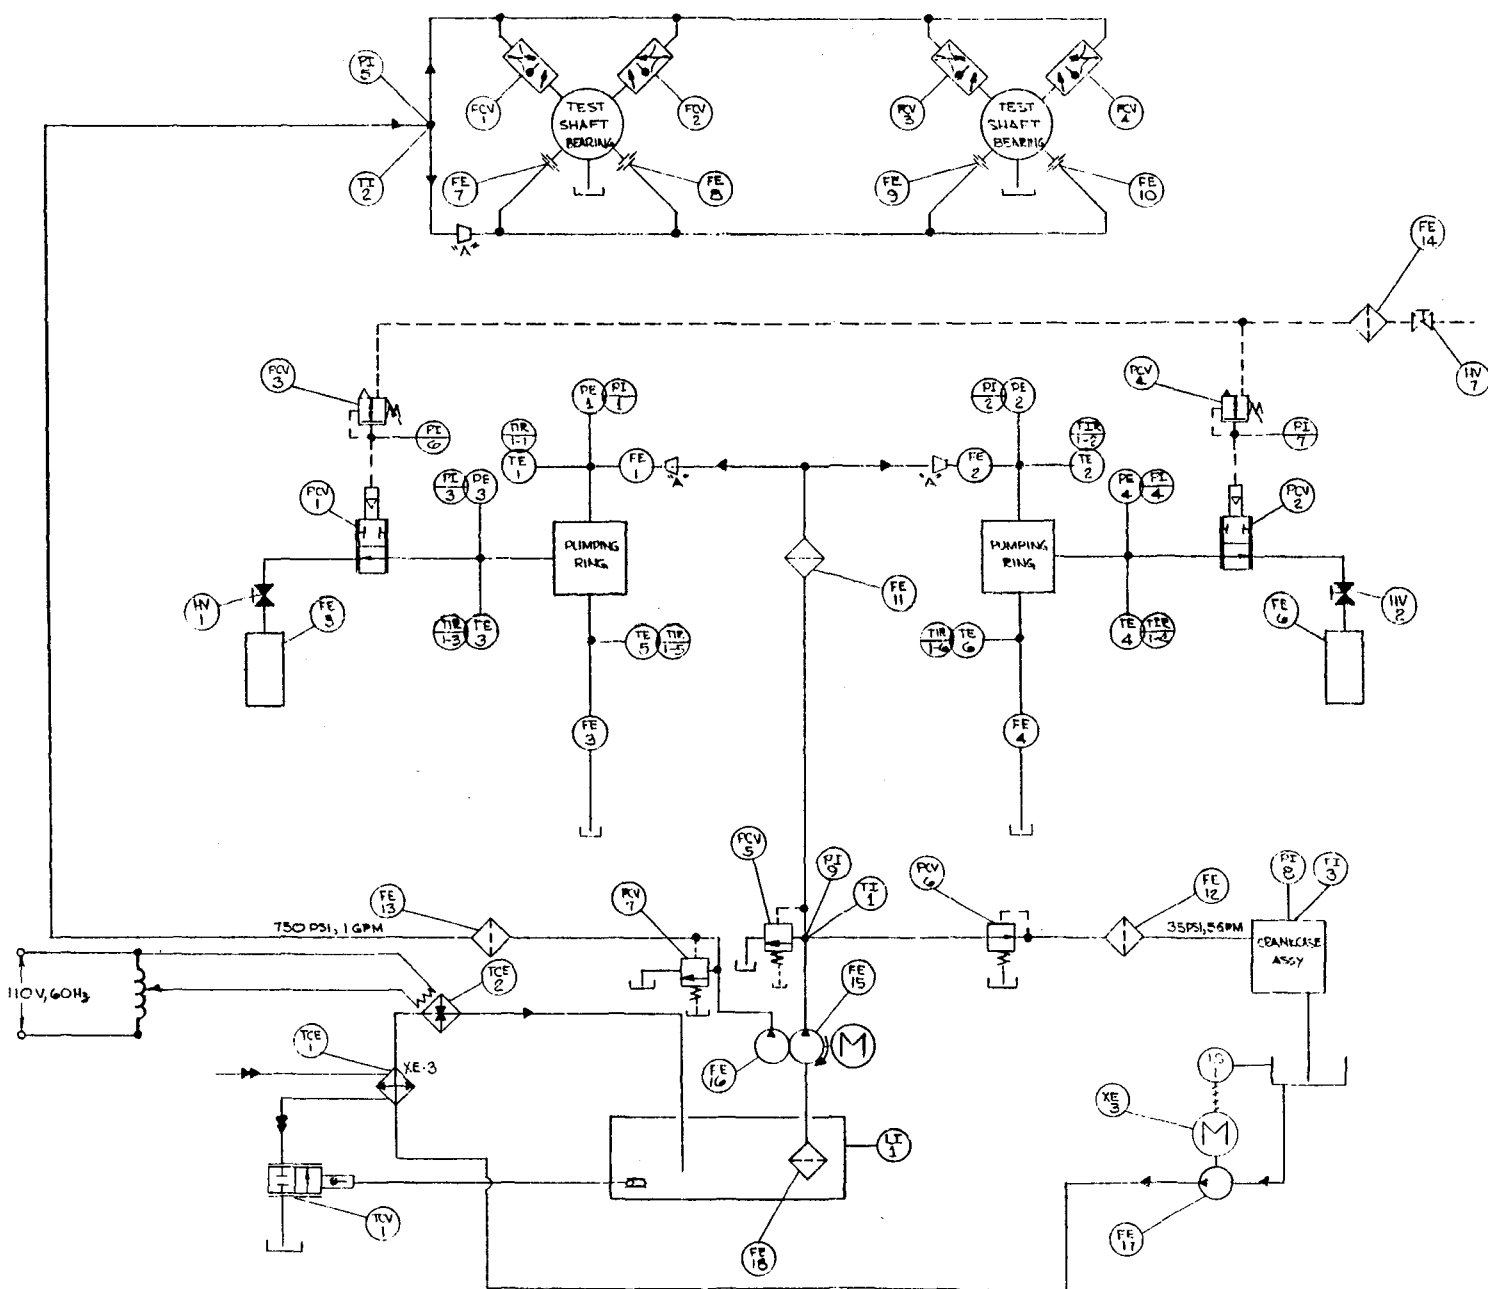 PI
5
FCV
1
TEST
SHAFT
BEARING
FCV
2
FCV
3
TEST
SHAFT
BEARING
FCV
4
TI
2
FE
7
FE
8
FE
9
FE
10
"A"
FE
14
HV
7
PCV
3
PI
6
PE
1
PI
1
TIR
1-1
TE
1
FE
1
"A"
PI
2
PE
2
TIR
1-2
TE
2
FE
2
"A"
PCV
4
PI
7
PI
3
PE
3
PCV
1
PE
4
PI
4
PCV
2
PUMPING
RING
PUMPING
RING
FE
11
HV
1
FE
5
TIR
1-3
TE
3
TE
5
TIR
1-5
TIR
1-6
TE
6
TE
4
TIR
1-4
FE
6
HV
2
FE
3
FE
4
FE
13
750 PSI, 1 GPM
PCV
7
PCV
5
PI
9
TI
1
PCV
6
FE
12
PI
8
TI
3
35PSI, 5GPM
CRANKCASE
ASSY
110V, 60Hz
TCE
2
FE
15
M
TCE
1
XE-3
FE
16
LS
1
XE
3
M
LI
1
TCV
1
FE
18
FE
17